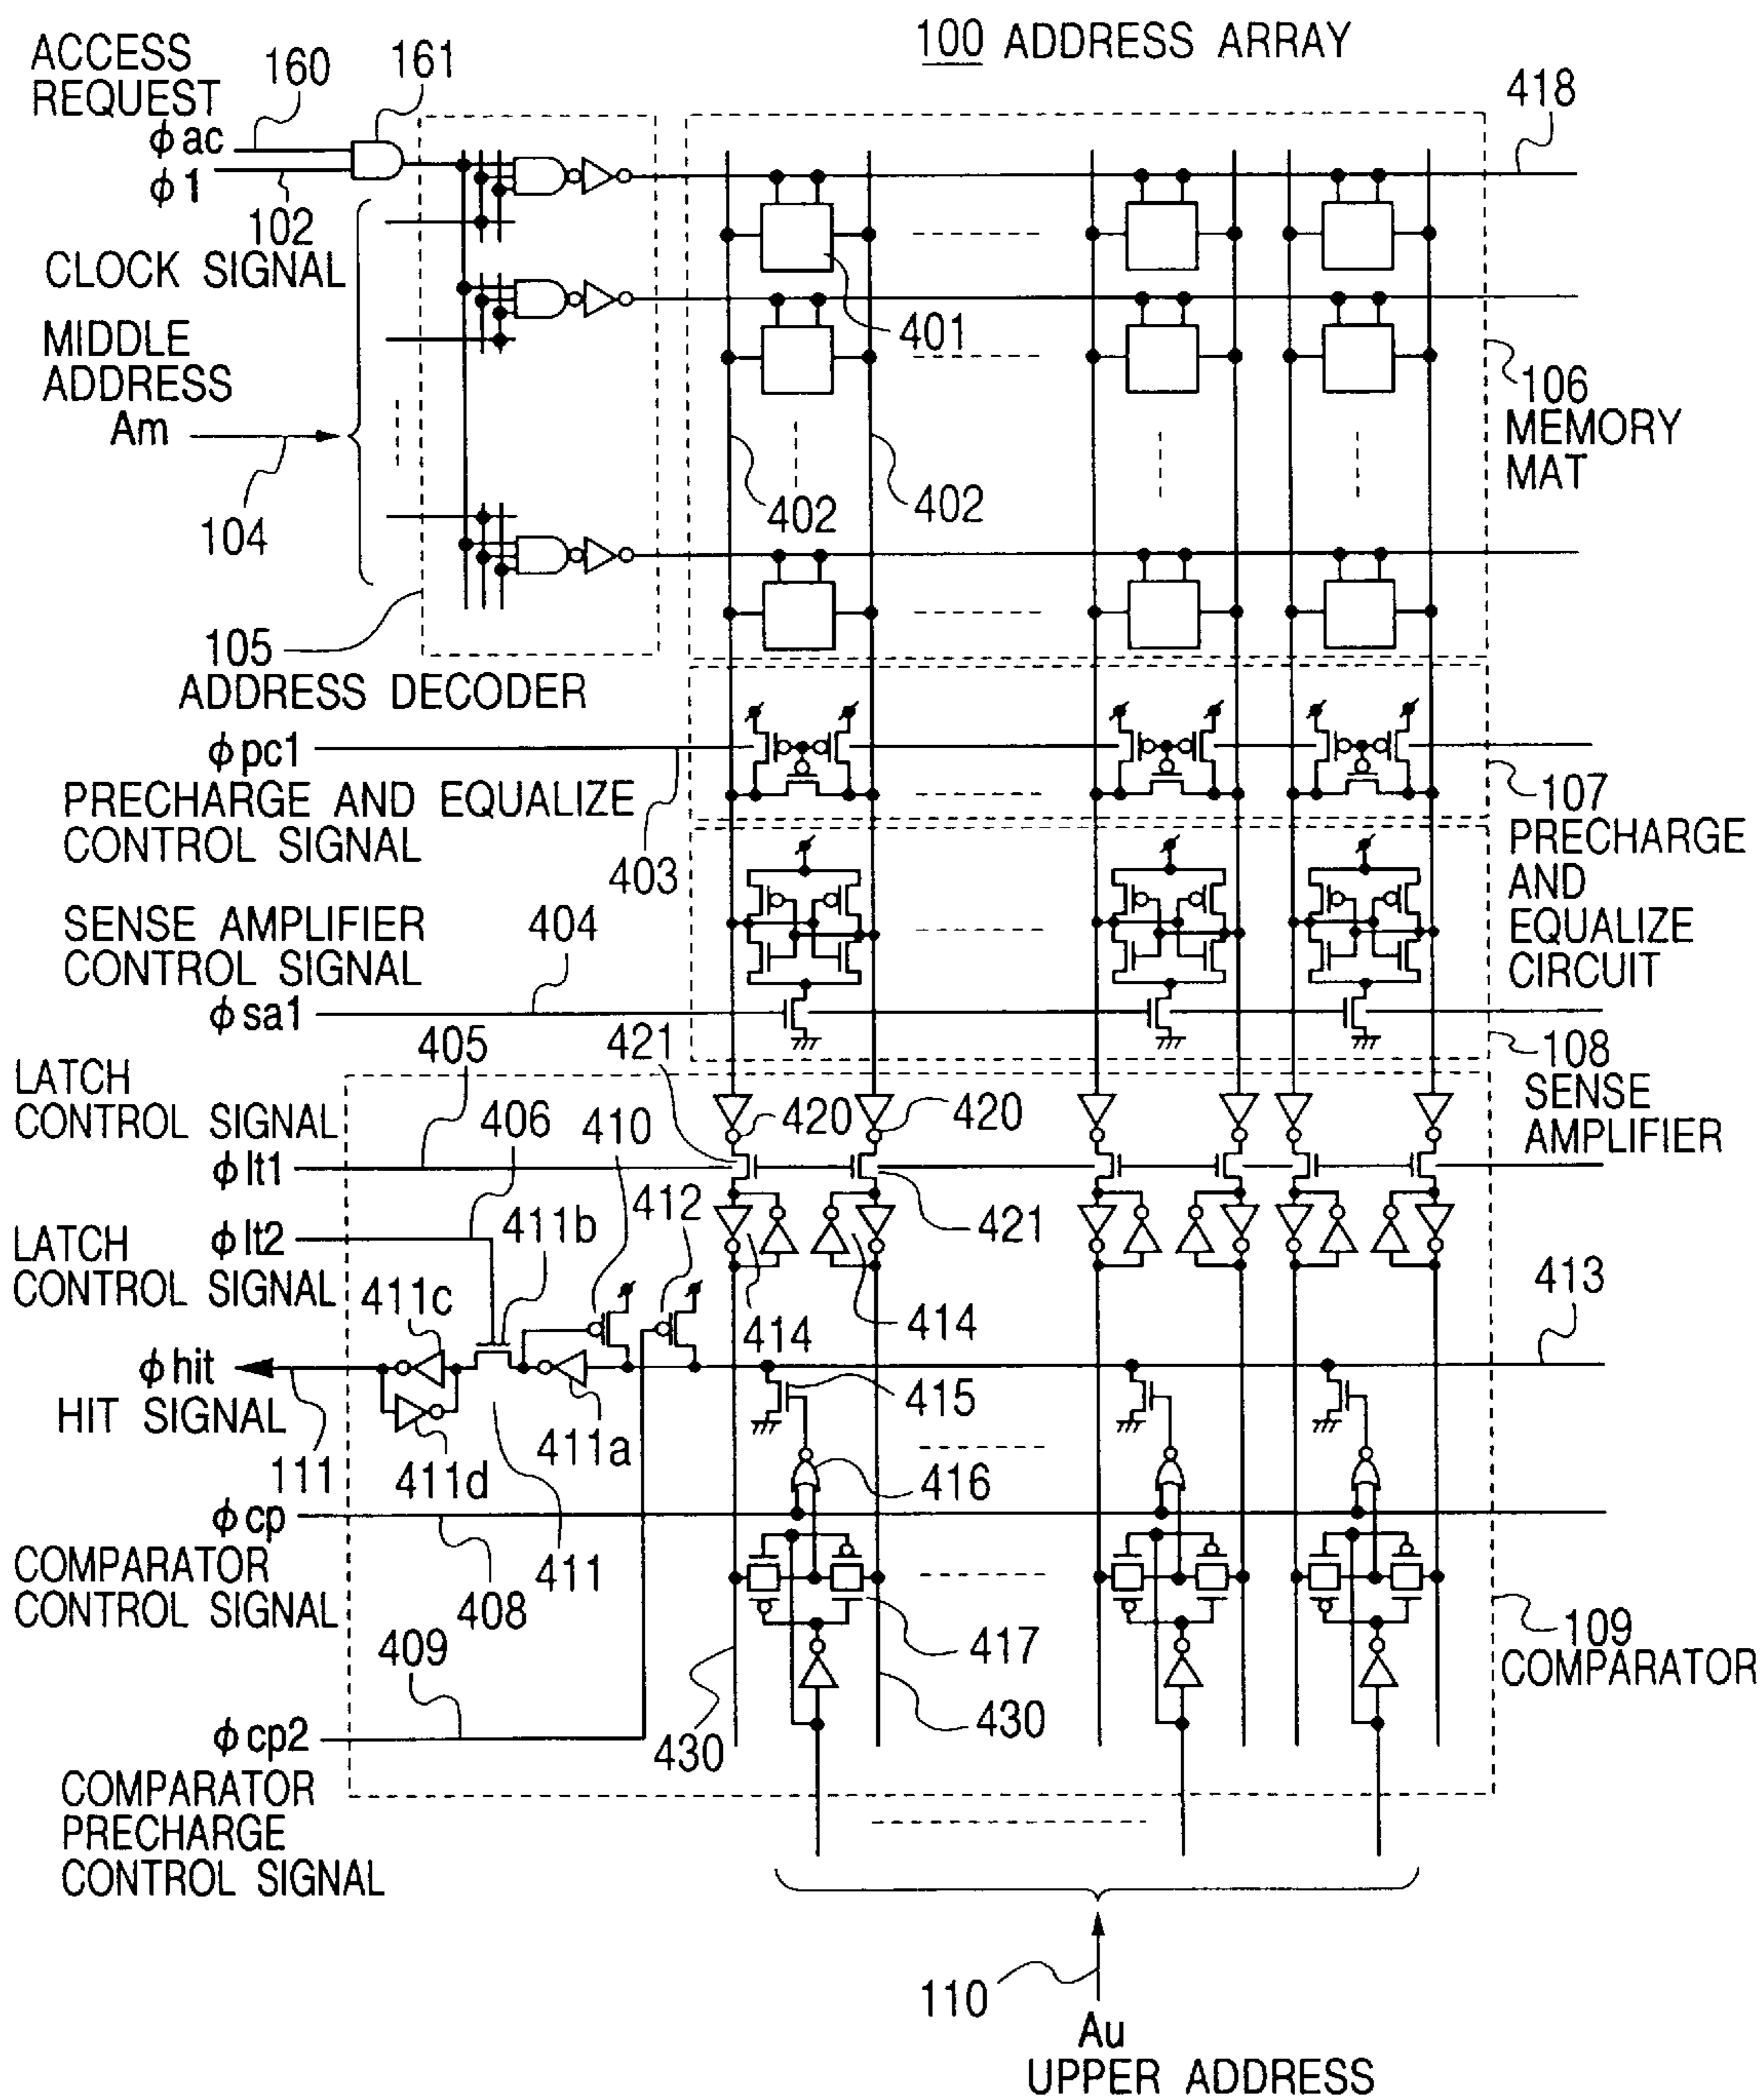 100 ADDRESS ARRAY
ACCESS
REQUEST
160
161
418
φac
φ1
102
CLOCK SIGNAL
401
MIDDLE
ADDRESS
Am
104
106
MEMORY
MAT
402
402
105
ADDRESS DECODER
φpc1
PRECHARGE AND EQUALIZE
CONTROL SIGNAL
403
107
PRECHARGE
AND
EQUALIZE
CIRCUIT
SENSE AMPLIFIER
CONTROL SIGNAL
404
φsa1
405
421
108
SENSE
AMPLIFIER
LATCH
CONTROL SIGNAL
406
410
420
420
φlt1
412
421
LATCH
CONTROL SIGNAL
φlt2
411b
413
411c
414
414
φhit
HIT SIGNAL
415
111
411d
411a
416
φcp
COMPARATOR
CONTROL SIGNAL
408
411
409
417
109
COMPARATOR
φcp2
430
430
COMPARATOR
PRECHARGE
CONTROL SIGNAL
110
Au
UPPER ADDRESS